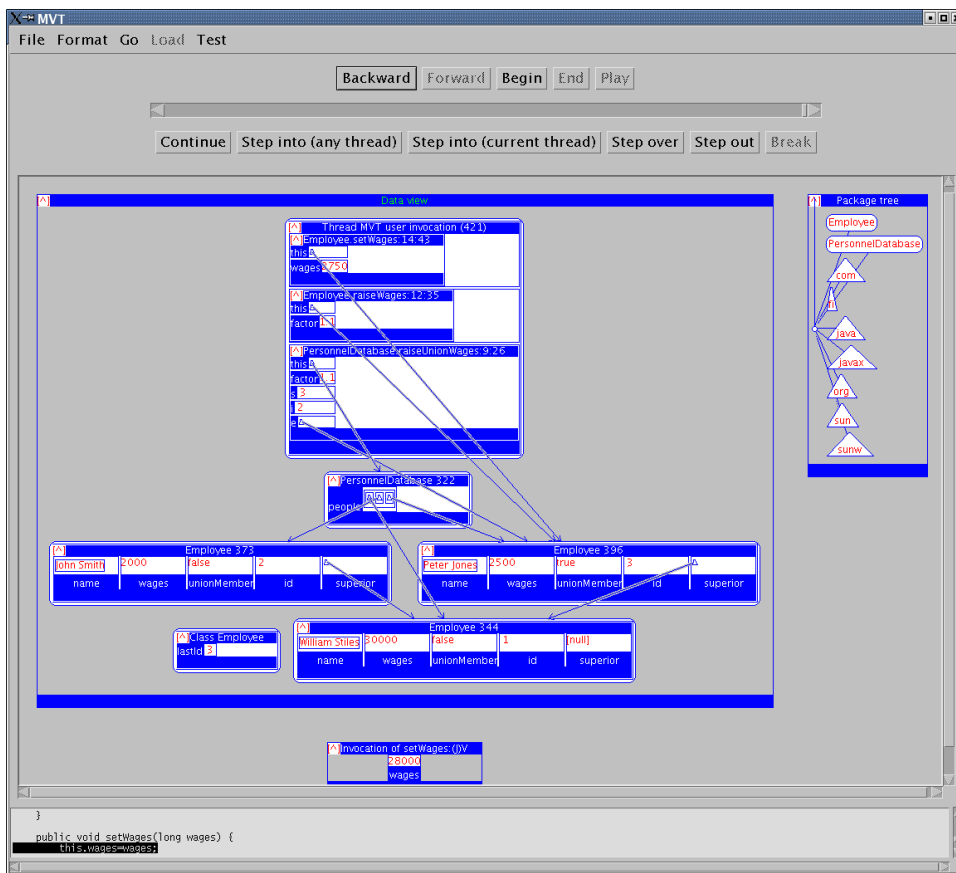 MVT
File Format Go Load Test
Backward Forward Begin End Play
Continue Step into (any thread) Step into (current thread) Step over Step out Break
[^] Data view
[^] Thread MVT user invocation (421)
[^] Employee.setWages:14:43
this
wages 2750
[^] Employee.raiseWages:12:35
this
factor 1.1
[^] PersonnelDatabase.raiseUnionWages:9:26
this
factor 1.1
s 3
i 2
e
[^] PersonnelDatabase 322
people
[^] Employee 373
John Smith 2000 false 2
name wages unionMember id superior
[^] Employee 396
Peter Jones 2500 true 3
name wages unionMember id superior
[^] Class Employee
lastId 3
[^] Employee 344
William Stiles 30000 false 1 {null}
name wages unionMember id superior
[^] Package tree
Employee
PersonnelDatabase
com
fi
java
javax
org
sun
sunw
[^] Invocation of setWages:(J)V
28000
wages
}
public void setWages(long wages) {
this.wages=wages;